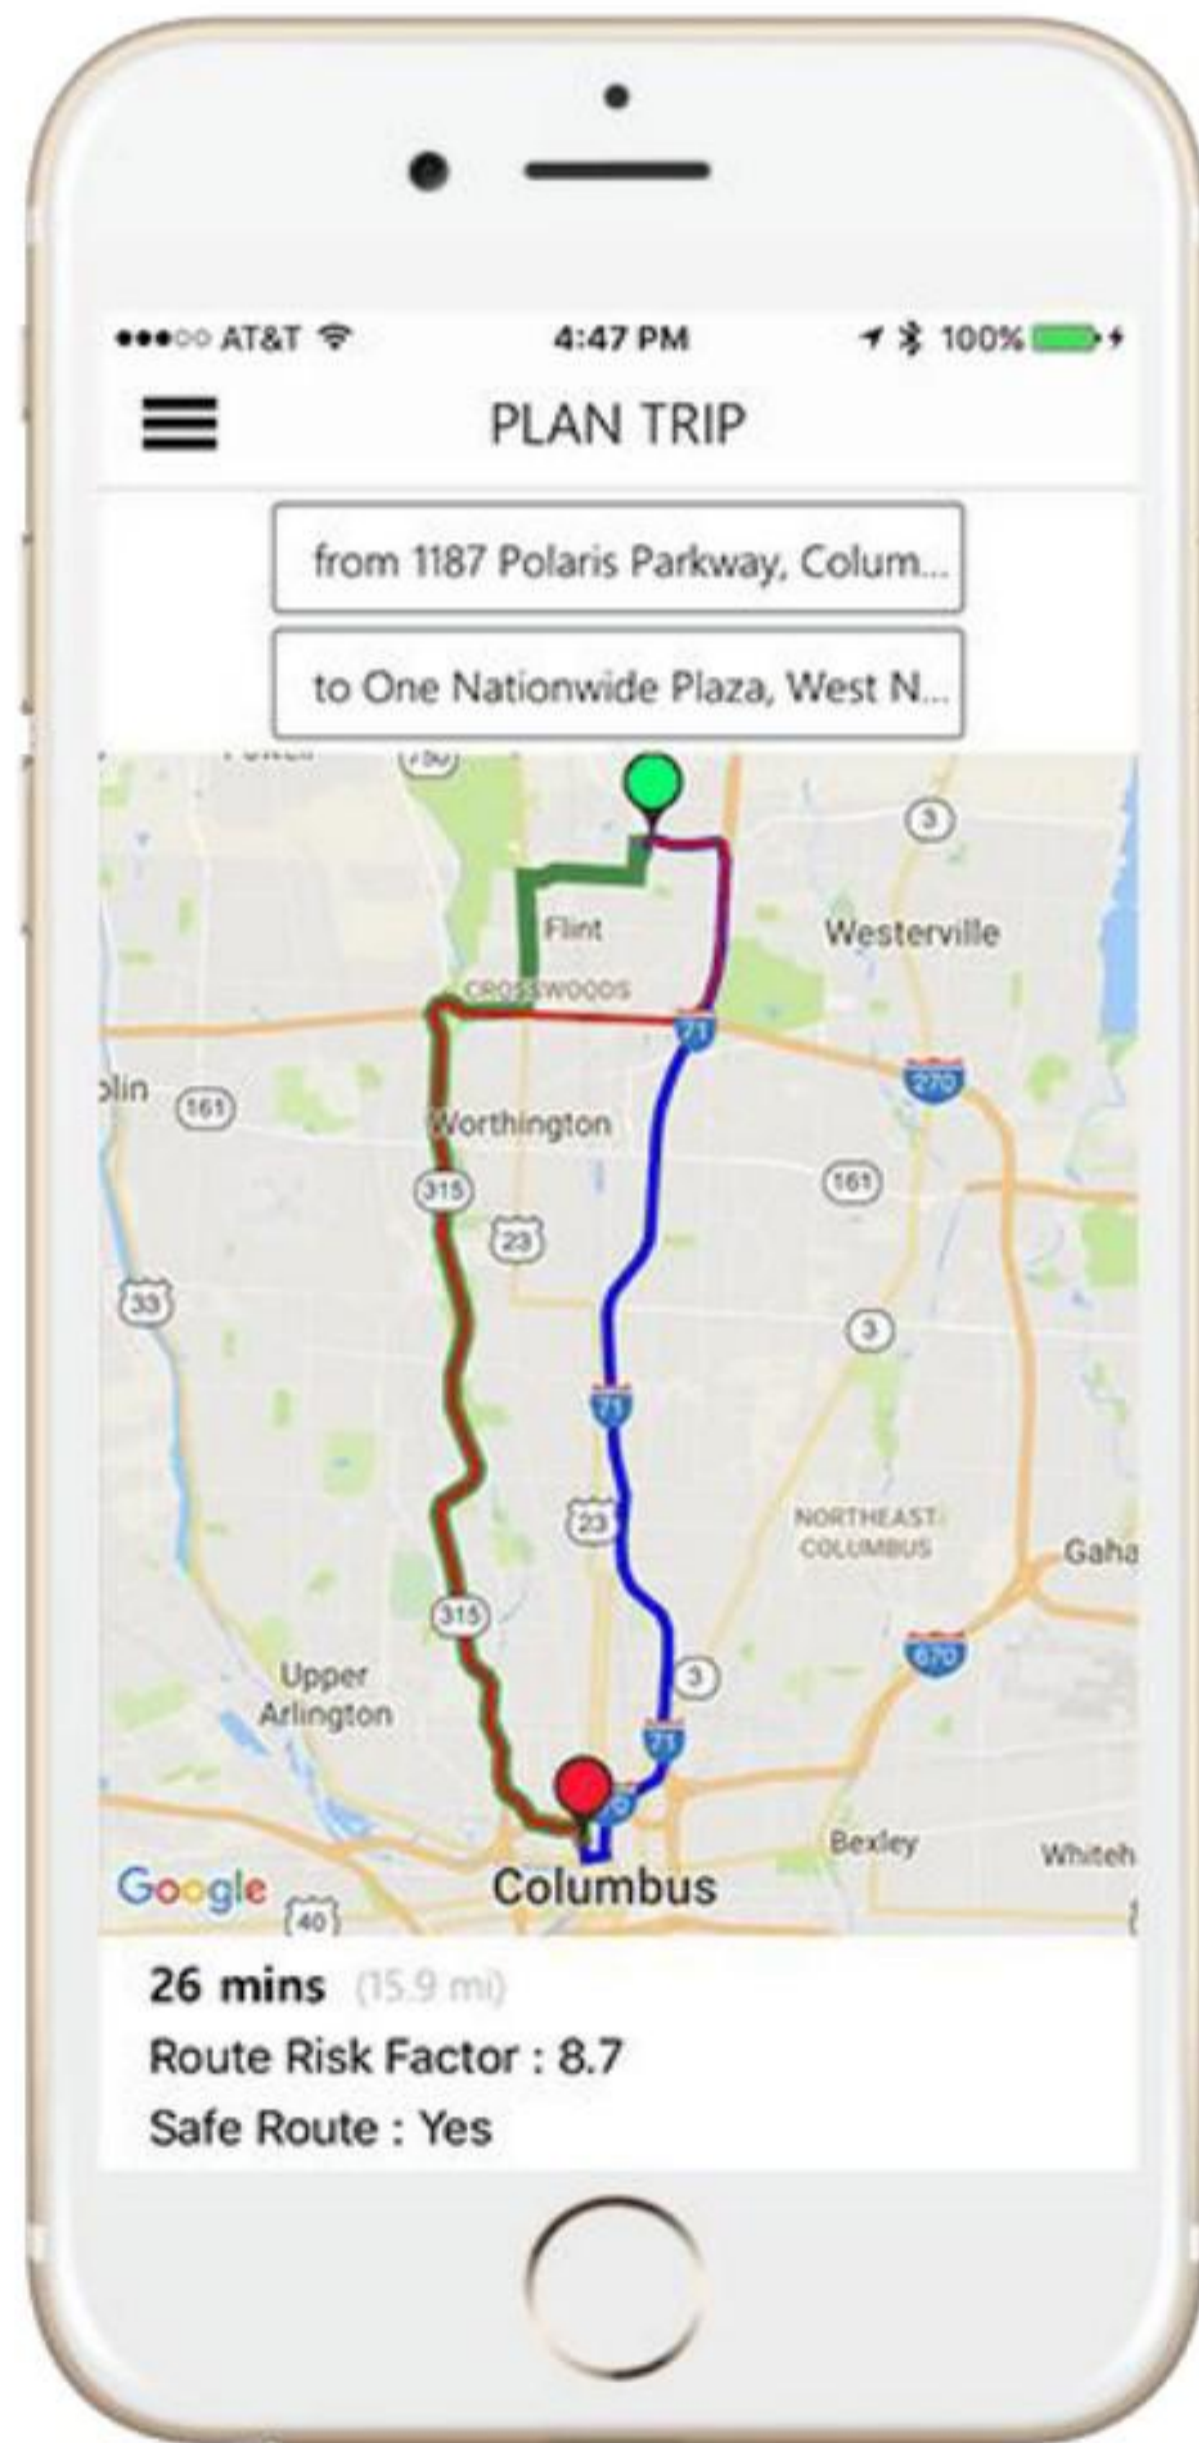 AT&T 4:47 PM 100%
PLAN TRIP
from 1187 Polaris Parkway, Colum...
to One Nationwide Plaza, West N...
750
3
Flint
Westerville
CROSSWOODS
71
270
161
Worthington
315
161
23
33
3
71
23
NORTHEAST
COLUMBUS
Gaha
315
670
Upper
Arlington
3
71
Bexley
Whiteh
Google
Columbus
40
26 mins (15.9 mi)
Route Risk Factor : 8.7
Safe Route : Yes